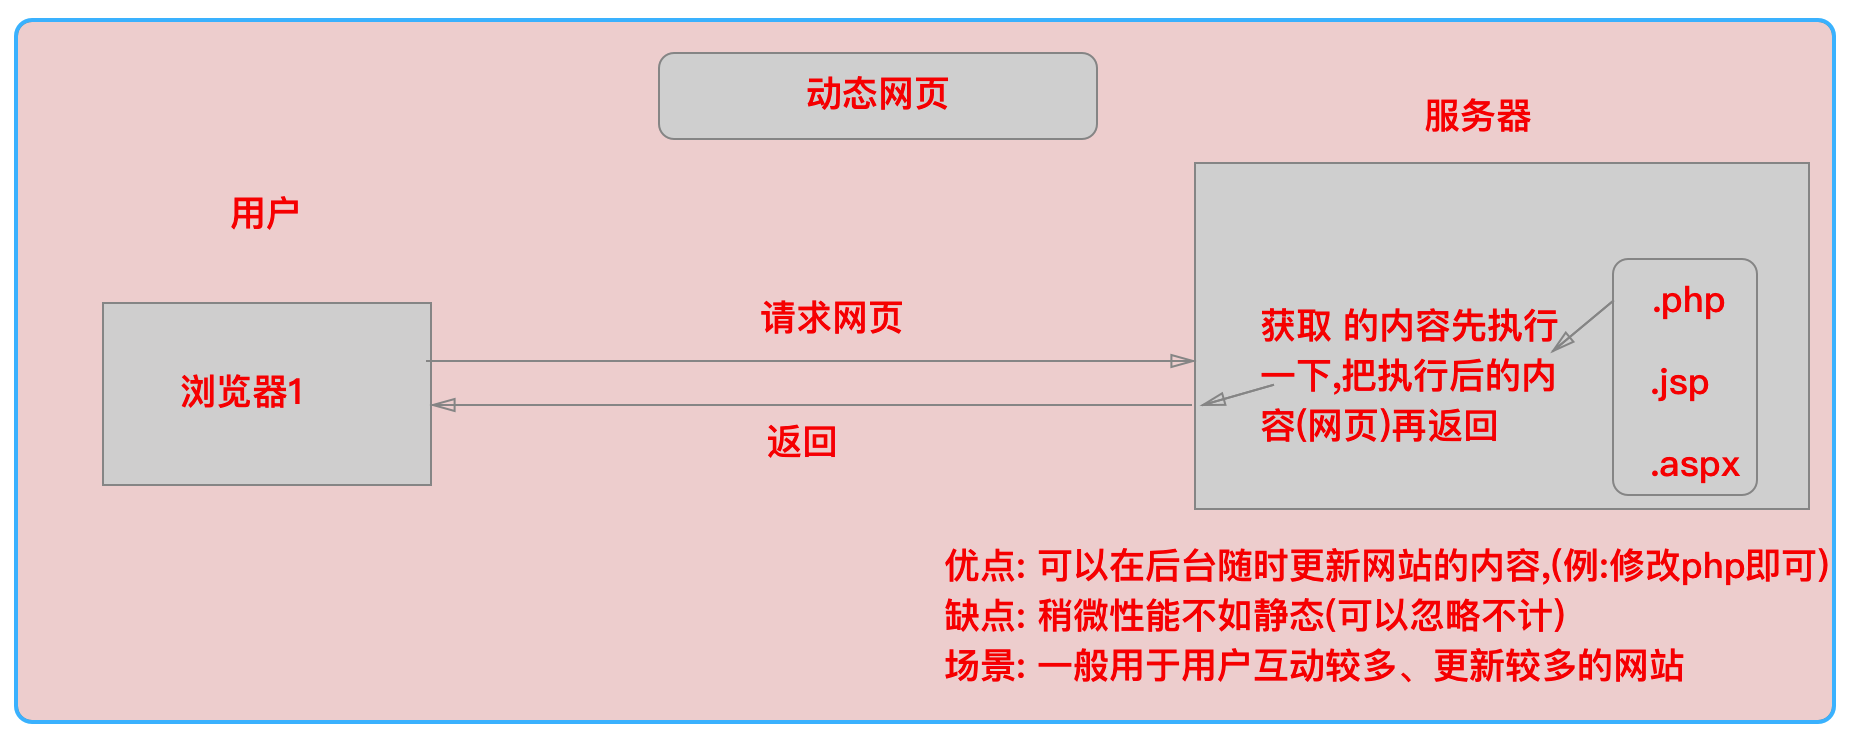 动态网页
服务器
用户
请求网页
浏览器1
返回
获取 的内容先执行
一下,把执行后的内
容(网页)再返回
.php
.jsp
.aspx
优点: 可以在后台随时更新网站的内容,(例:修改php即可)
缺点: 稍微性能不如静态(可以忽略不计)
场景: 一般用于用户互动较多、更新较多的网站